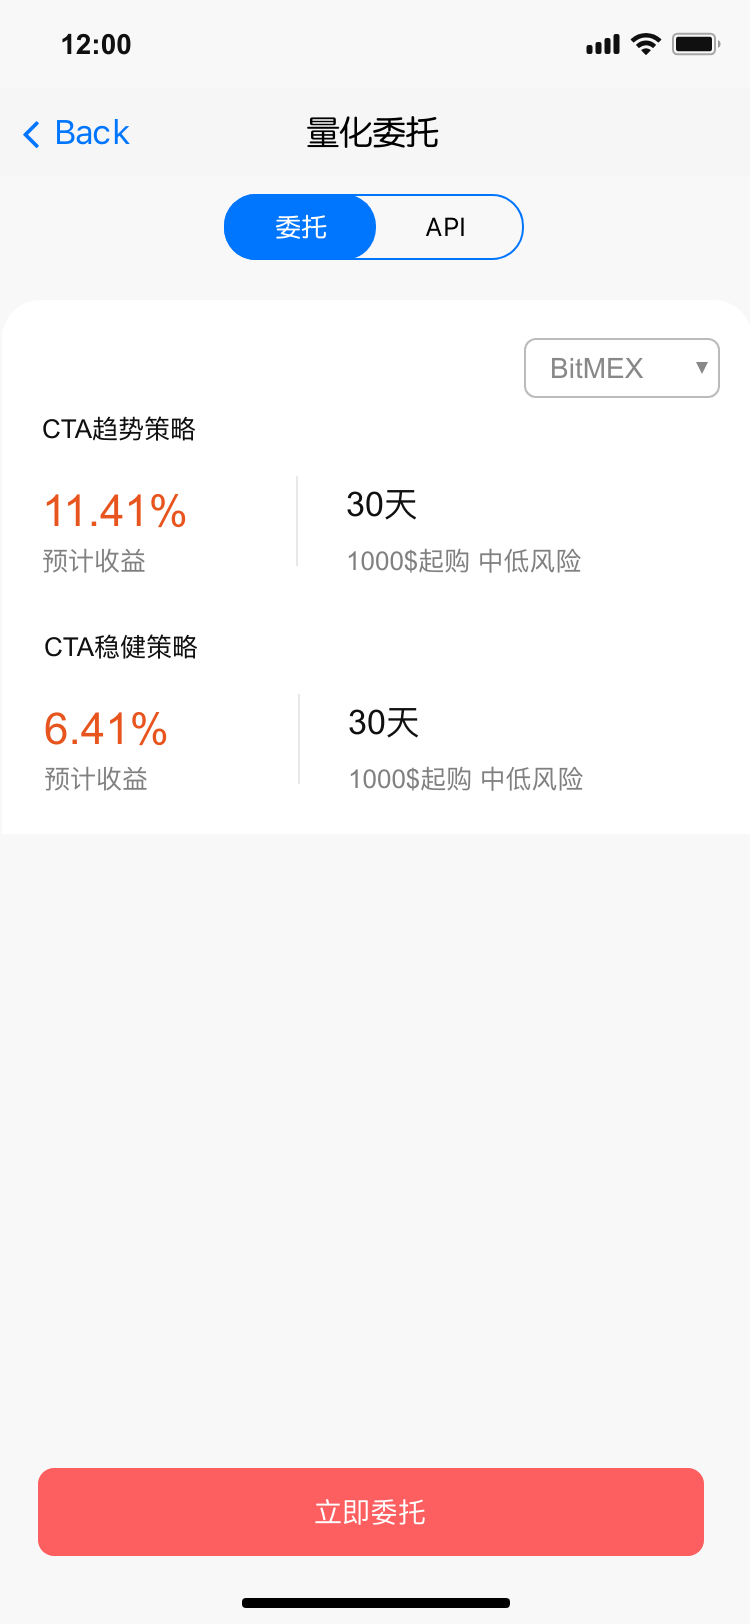 12:00
Back
量化委托
委托
API
BitMEX
CTA趋势策略
11.41%
30天
预计收益
1000$起购 中低风险
CTA稳健策略
6.41%
30天
预计收益
1000$起购 中低风险
立即委托